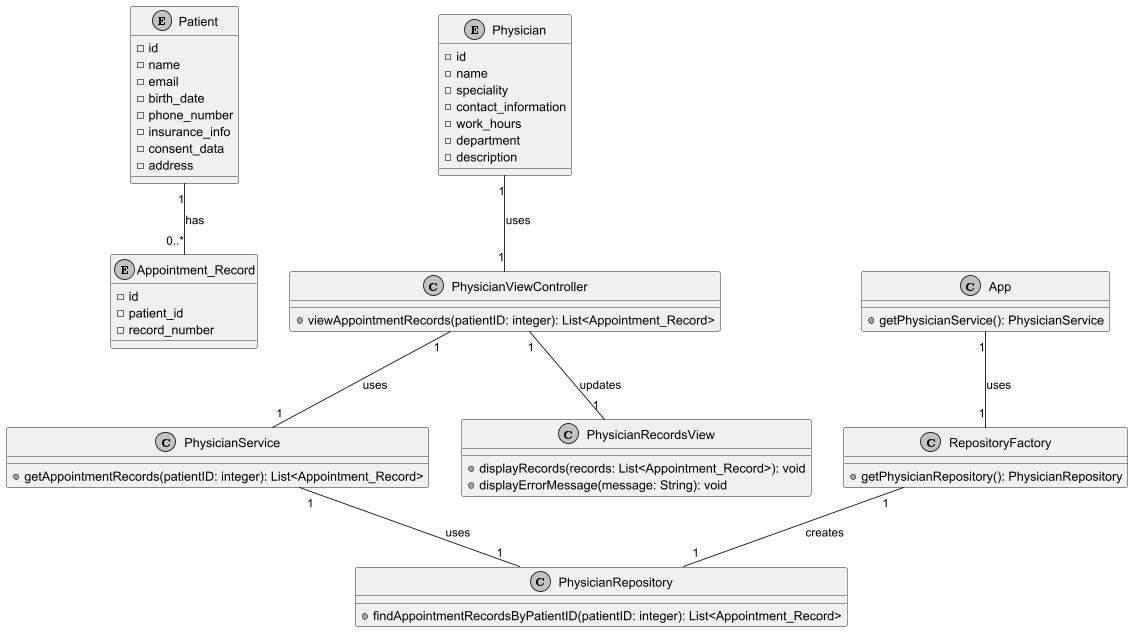 E Patient
id
name
email
birth_date
phone_number
insurance_info
consent_data
address
E Physician
id
name
speciality
contact_information
work_hours
department
description
1
has
0..*
1
uses
1
E Appointment_Record
id
patient_id
record_number
C PhysicianViewController
viewAppointmentRecords(patientID: integer): List<Appointment_Record>
C App
getPhysicianService(): PhysicianService
1
uses
1
1
updates
1
1
uses
1
C PhysicianService
getAppointmentRecords(patientID: integer): List<Appointment_Record>
C PhysicianRecordsView
displayRecords(records: List<Appointment_Record>): void
displayErrorMessage(message: String): void
C RepositoryFactory
getPhysicianRepository(): PhysicianRepository
1
uses
1
1
creates
1
C PhysicianRepository
findAppointmentRecordsByPatientID(patientID: integer): List<Appointment_Record>